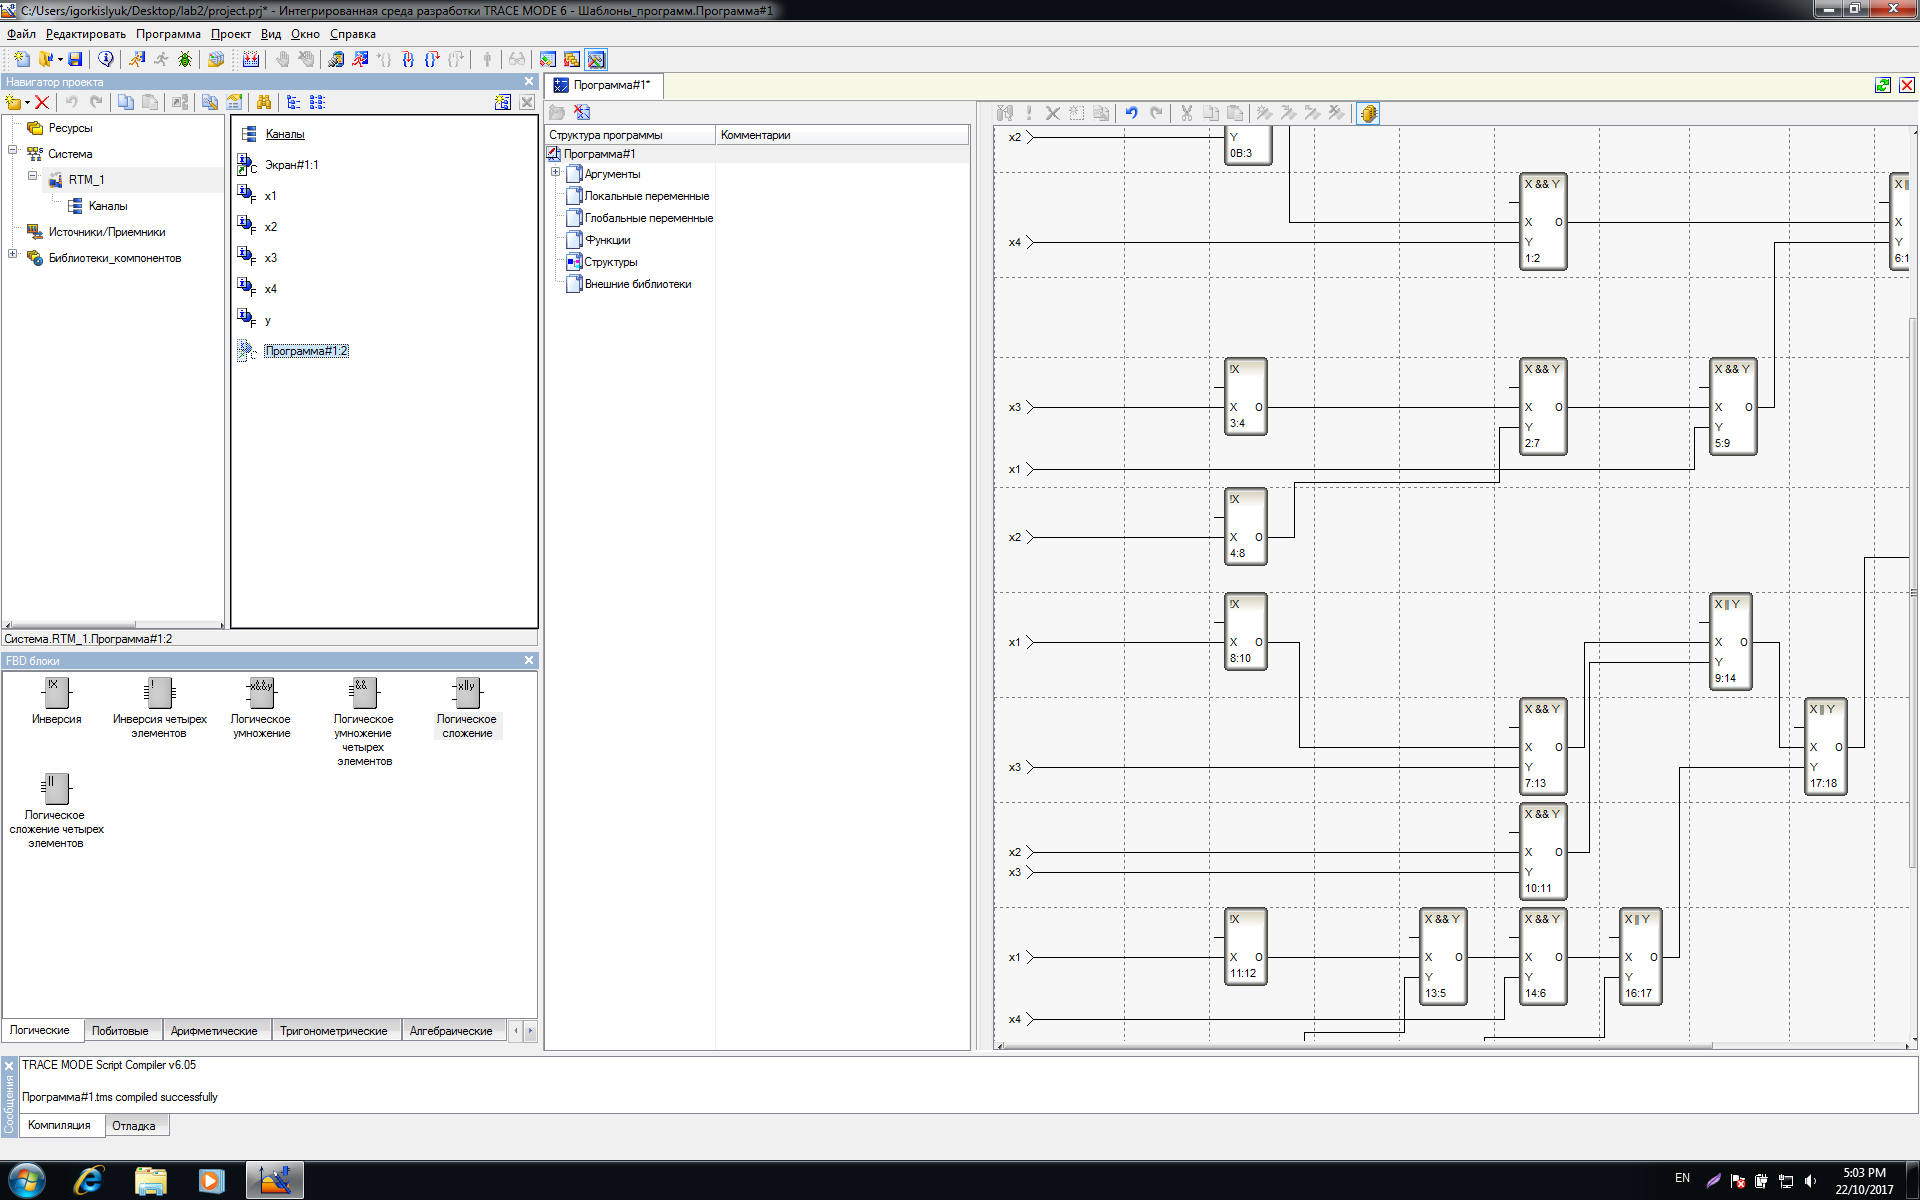 C:/Users/igorkislyuk/Desktop/lab2/project.prj* - Интегрированная среда разработки TRACE MODE 6 - Шаблоны_программ.Программа#1
Файл Редактировать Программа Проект Вид Окно Справка
Навигатор проекта
Ресурсы
Система
RTM_1
Каналы
Источники/Приемники
Библиотеки_компонентов
Каналы
Экран#1:1
x1
x2
x3
x4
y
Программа#1:2
Система.RTM_1.Программа#1:2
FBD блоки
!X
Инверсия
!
Инверсия четырех элементов
x&&y
Логическое умножение
&&
Логическое умножение четырех элементов
x||y
Логическое сложение
||
Логическое сложение четырех элементов
Логические Побитовые Арифметические Тригонометрические Алгебраические
Программа#1*
Структура программы Комментарии
Программа#1
Аргументы
Локальные переменные
Глобальные переменные
Функции
Структуры
Внешние библиотеки
x2
Y
0B:3
X && Y
X O
Y
1:2
x4
X
X
Y
6:1
x3
!X
X O
3:4
X && Y
X O
Y
2:7
X && Y
X O
Y
5:9
x1
x2
!X
X O
4:8
x1
!X
X O
8:10
X || Y
X O
Y
9:14
x3
X && Y
X O
Y
7:13
X || Y
X O
Y
17:18
x2
x3
X && Y
X O
Y
10:11
x1
!X
X O
11:12
X && Y
X O
Y
13:5
X && Y
X O
Y
14:6
X || Y
X O
Y
16:17
x4
Сообщения
TRACE MODE Script Compiler v6.05
Программа#1.tms compiled successfully
Компиляция Отладка
EN
5:03 PM
22/10/2017